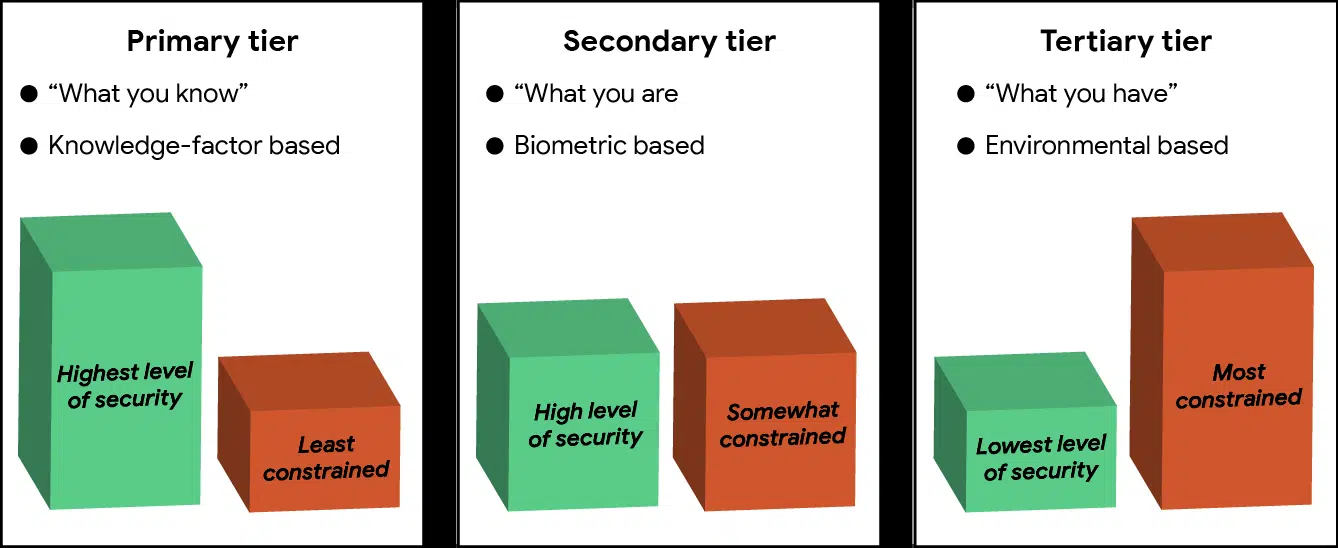 Primary tier
● “What you know”
● Knowledge-factor based
Highest level
of security
Least
constrained
Secondary tier
● “What you are
● Biometric based
High level
of security
Somewhat
constrained
Tertiary tier
● “What you have”
● Environmental based
Lowest level
of security
Most
constrained